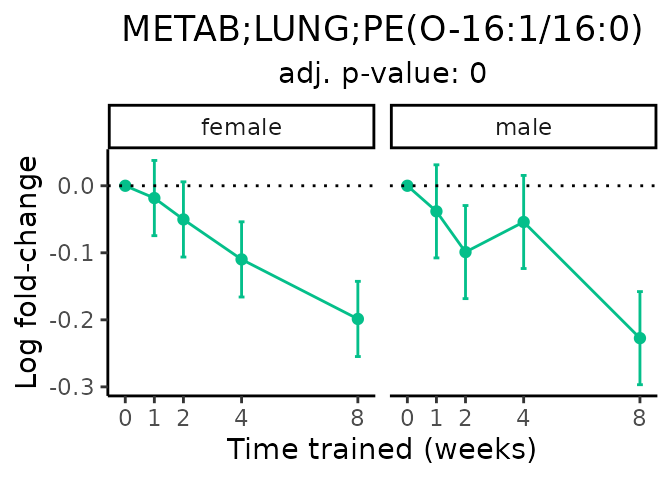 METAB;LUNG;PE(O-16:1/16:0)
adj. p-value: 0
female male
Log fold-change
0.0
-0.1
-0.2
-0.3
0 1 2 4 8 0 1 2 4 8
Time trained (weeks)